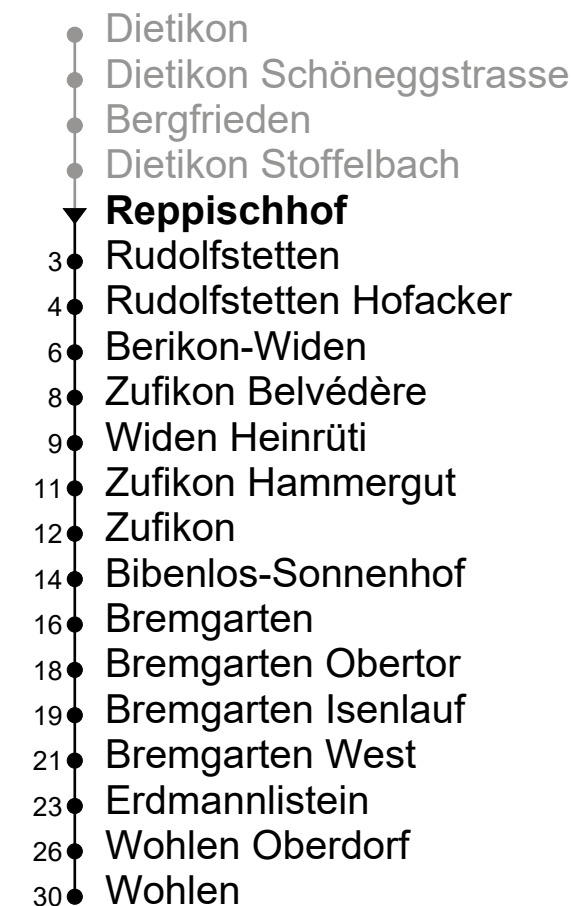 Dietikon
Dietikon Schöneggstrasse
Bergfrieden
Dietikon Stoffelbach
Reppischhof
3 Rudolfstetten
4 Rudolfstetten Hofacker
6 Berikon-Widen
8 Zufikon Belvédère
9 Widen Heinrüti
11 Zufikon Hammergut
12 Zufikon
14 Bibenlos-Sonnenhof
16 Bremgarten
18 Bremgarten Obertor
19 Bremgarten Isenlauf
21 Bremgarten West
23 Erdmannlistein
26 Wohlen Oberdorf
30 Wohlen